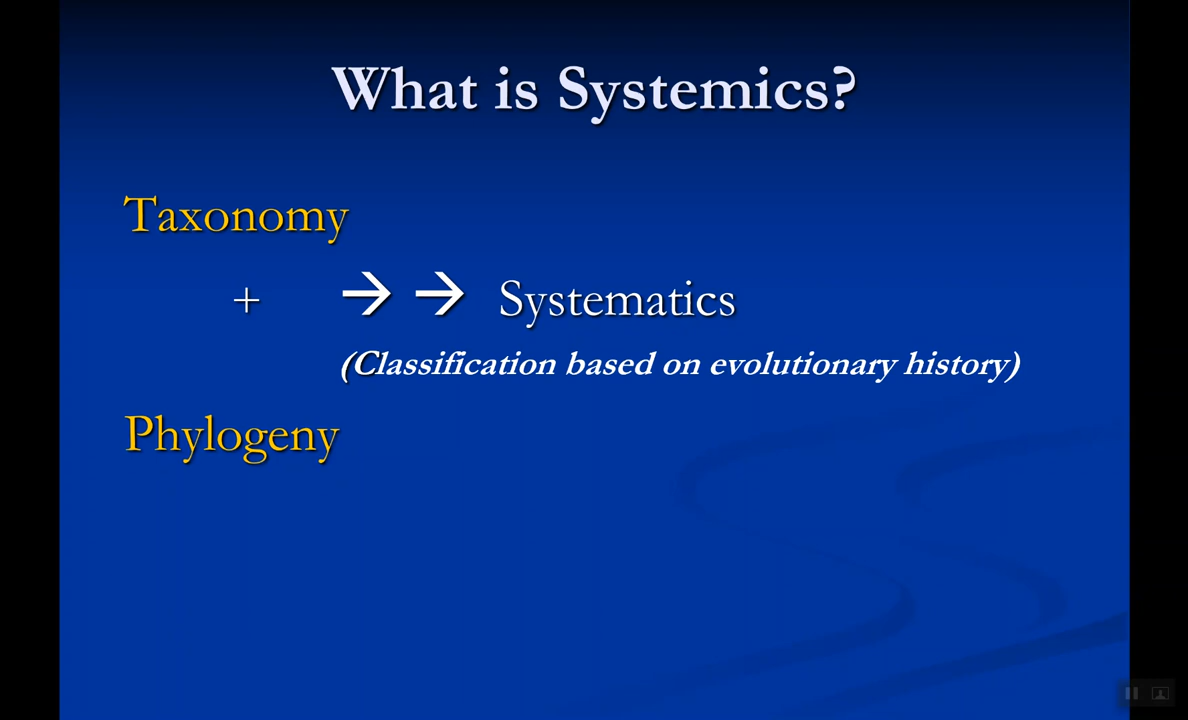 What is Systemics?
Taxonomy
+ → → Systematics
(Classification based on evolutionary history)
Phylogeny